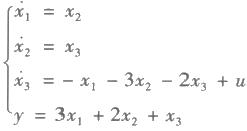 ẋ₁ = x₂
ẋ₂ = x₃
ẋ₃ = − x₁ − 3x₂ − 2x₃ + u
y = 3x₁ + 2x₂ + x₃